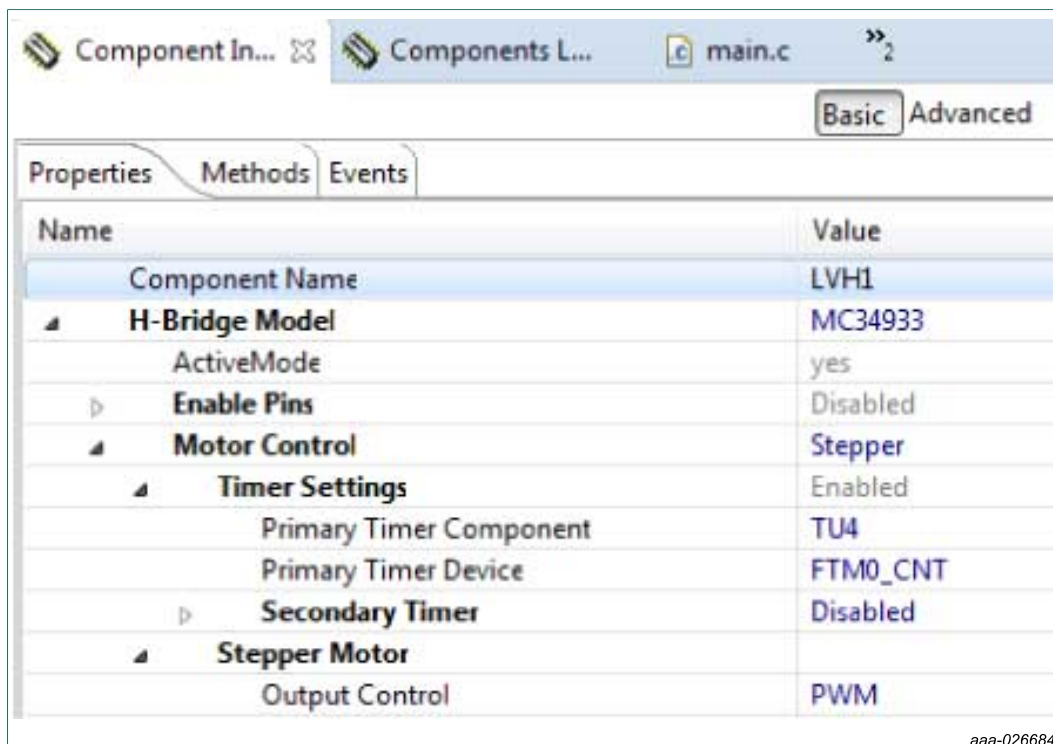 Component In... Components L... main.c »2
Basic Advanced
Properties Methods Events
Name Value
Component Name LVH1
H-Bridge Model MC34933
ActiveMode yes
Enable Pins Disabled
Motor Control Stepper
Timer Settings Enabled
Primary Timer Component TU4
Primary Timer Device FTM0_CNT
Secondary Timer Disabled
Stepper Motor
Output Control PWM
aaa-026684